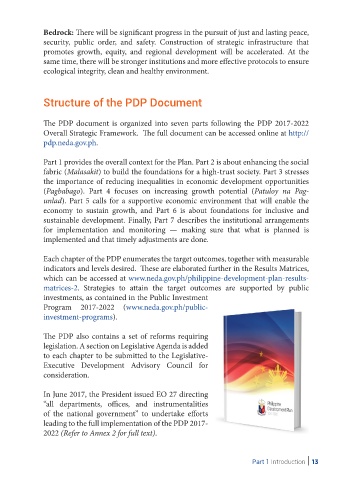 Bedrock: There will be significant progress in the pursuit of just and lasting peace,
security, public order, and safety. Construction of strategic infrastructure that
promotes growth, equity, and regional development will be accelerated. At the
same time, there will be stronger institutions and more effective protocols to ensure
ecological integrity, clean and healthy environment.
Structure of the PDP Document
The PDP document is organized into seven parts following the PDP 2017-2022
Overall Strategic Framework. The full document can be accessed online at http://
pdp.neda.gov.ph.
Part 1 provides the overall context for the Plan. Part 2 is about enhancing the social
fabric (Malasakit) to build the foundations for a high-trust society. Part 3 stresses
the importance of reducing inequalities in economic development opportunities
(Pagbabago). Part 4 focuses on increasing growth potential (Patuloy na Pag-
unlad). Part 5 calls for a supportive economic environment that will enable the
economy to sustain growth, and Part 6 is about foundations for inclusive and
sustainable development. Finally, Part 7 describes the institutional arrangements
for implementation and monitoring — making sure that what is planned is
implemented and that timely adjustments are done.
Each chapter of the PDP enumerates the target outcomes, together with measurable
indicators and levels desired. These are elaborated further in the Results Matrices,
which can be accessed at www.neda.gov.ph/philippine-development-plan-results-
matrices-2. Strategies to attain the target outcomes are supported by public
investments, as contained in the Public Investment
Program 2017-2022 (www.neda.gov.ph/public-
investment-programs).
The PDP also contains a set of reforms requiring
legislation. A section on Legislative Agenda is added
to each chapter to be submitted to the Legislative-
Executive Development Advisory Council for
consideration.
In June 2017, the President issued EO 27 directing
"all departments, offices, and instrumentalities
of the national government" to undertake efforts
leading to the full implementation of the PDP 2017-
2022 (Refer to Annex 2 for full text).
Philippine
Development Plan
Part 1 Introduction | 13